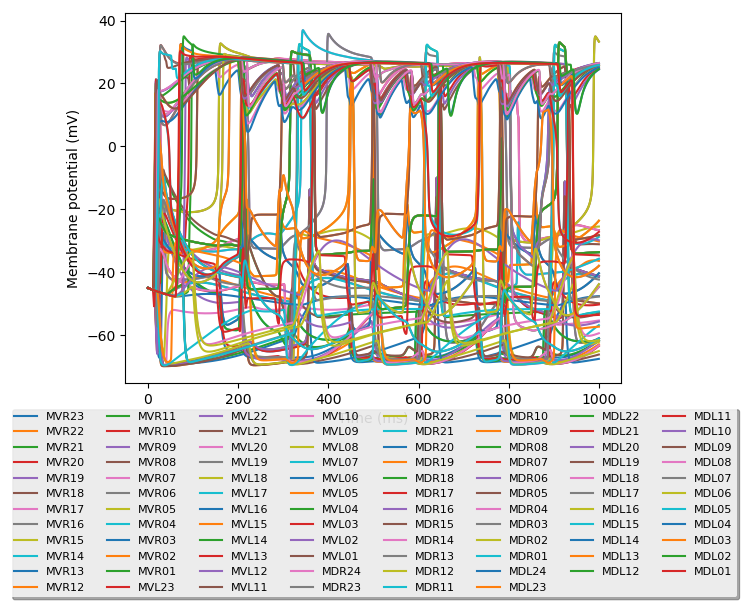 40
20
0
−20
−40
−60
Membrane potential (mV)
0 200 400 600 800 1000
Time (ms)
MVR23 MVR11 MVL22 MVL10 MDR22 MDR10 MDL22 MDL11
MVR22 MVR10 MVL21 MVL09 MDR21 MDR09 MDL21 MDL10
MVR21 MVR09 MVL20 MVL08 MDR20 MDR08 MDL20 MDL09
MVR20 MVR08 MVL19 MVL07 MDR19 MDR07 MDL19 MDL08
MVR19 MVR07 MVL18 MVL06 MDR18 MDR06 MDL18 MDL07
MVR18 MVR06 MVL17 MVL05 MDR17 MDR05 MDL17 MDL06
MVR17 MVR05 MVL16 MVL04 MDR16 MDR04 MDL16 MDL05
MVR16 MVR04 MVL15 MVL03 MDR15 MDR03 MDL15 MDL04
MVR15 MVR03 MVL14 MVL02 MDR14 MDR02 MDL14 MDL03
MVR14 MVR02 MVL13 MVL01 MDR13 MDR01 MDL13 MDL02
MVR13 MVR01 MVL12 MDR24 MDR12 MDL24 MDL12 MDL01
MVR12 MVL23 MVL11 MDR23 MDR11 MDL23